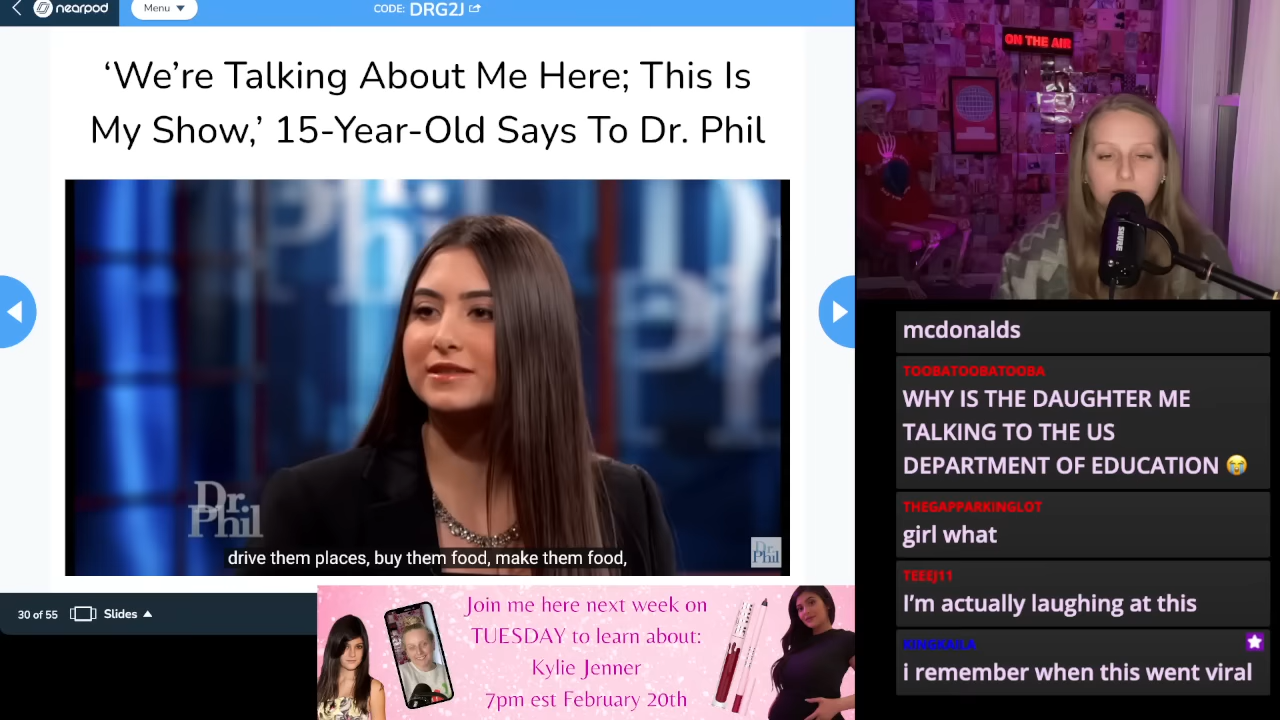 nearpod
Menu
CODE: DRG2J
‘We’re Talking About Me Here; This Is
My Show,’ 15-Year-Old Says To Dr. Phil
Dr.
Phil
drive them places, buy them food, make them food,
Dr.
Phil
30 of 55
Slides
Join me here next week on
TUESDAY to learn about:
Kylie Jenner
7pm est February 20th
ON THE AIR
SHURE
mcdonalds
TOOBATOOBATOOBA
WHY IS THE DAUGHTER ME
TALKING TO THE US
DEPARTMENT OF EDUCATION 😭
THEGAPPARKINGLOT
girl what
TEEEJ11
I’m actually laughing at this
KINGKAILA
i remember when this went viral